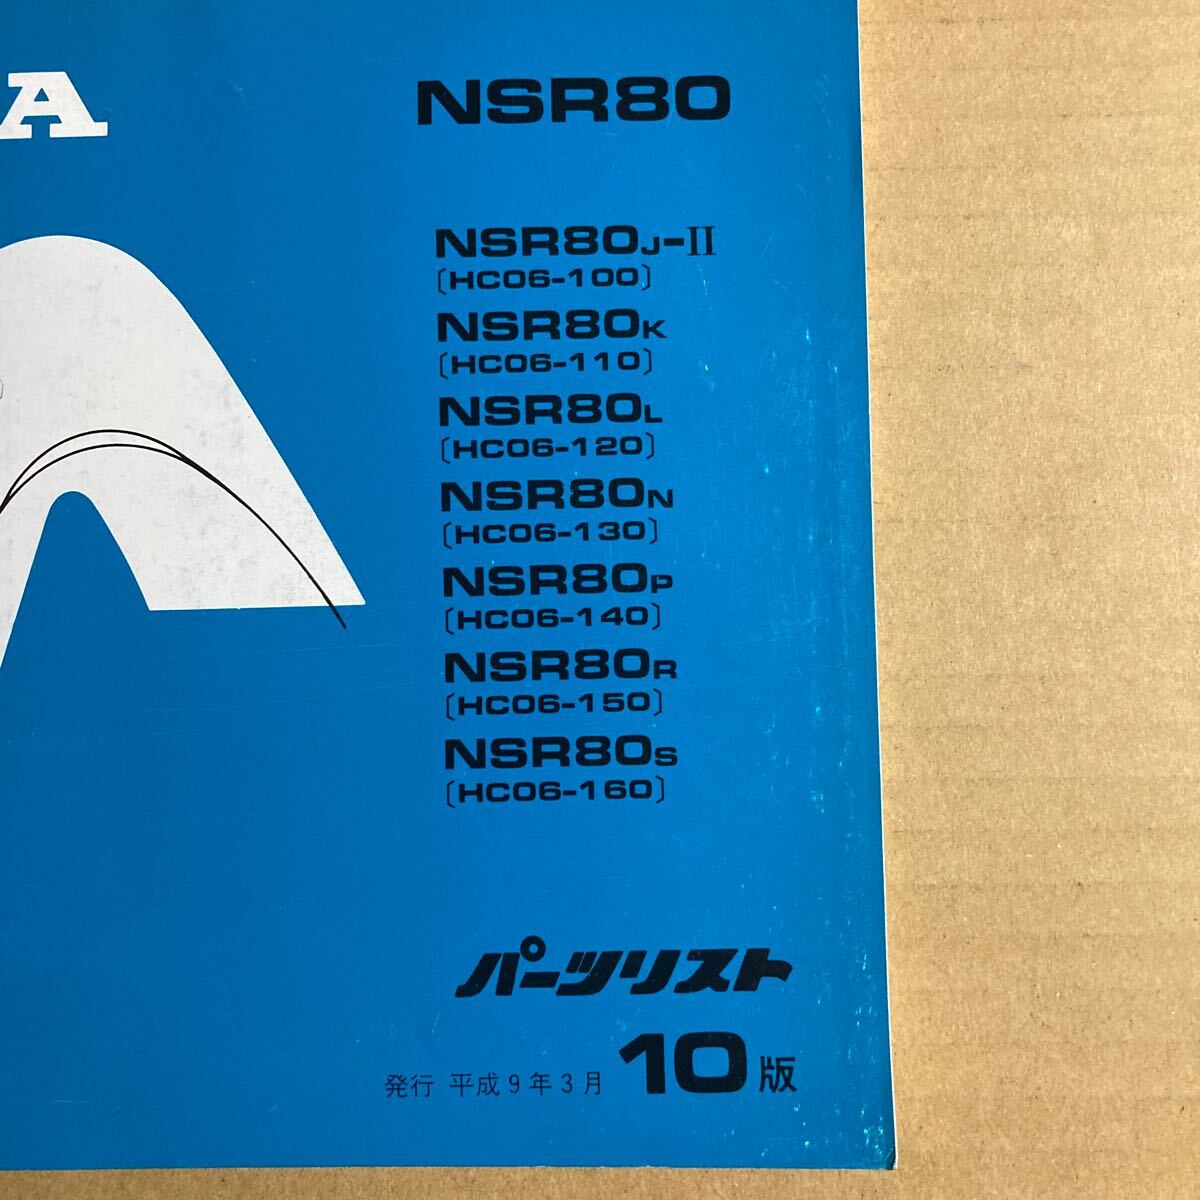 A
NSR80
NSR80J-II
〔HC06-100〕
NSR80K
〔HC06-110〕
NSR80L
〔HC06-120〕
NSR80N
〔HC06-130〕
NSR80P
〔HC06-140〕
NSR80R
〔HC06-150〕
NSR80S
〔HC06-160〕
パーツリスト
発行 平成9年3月 10版